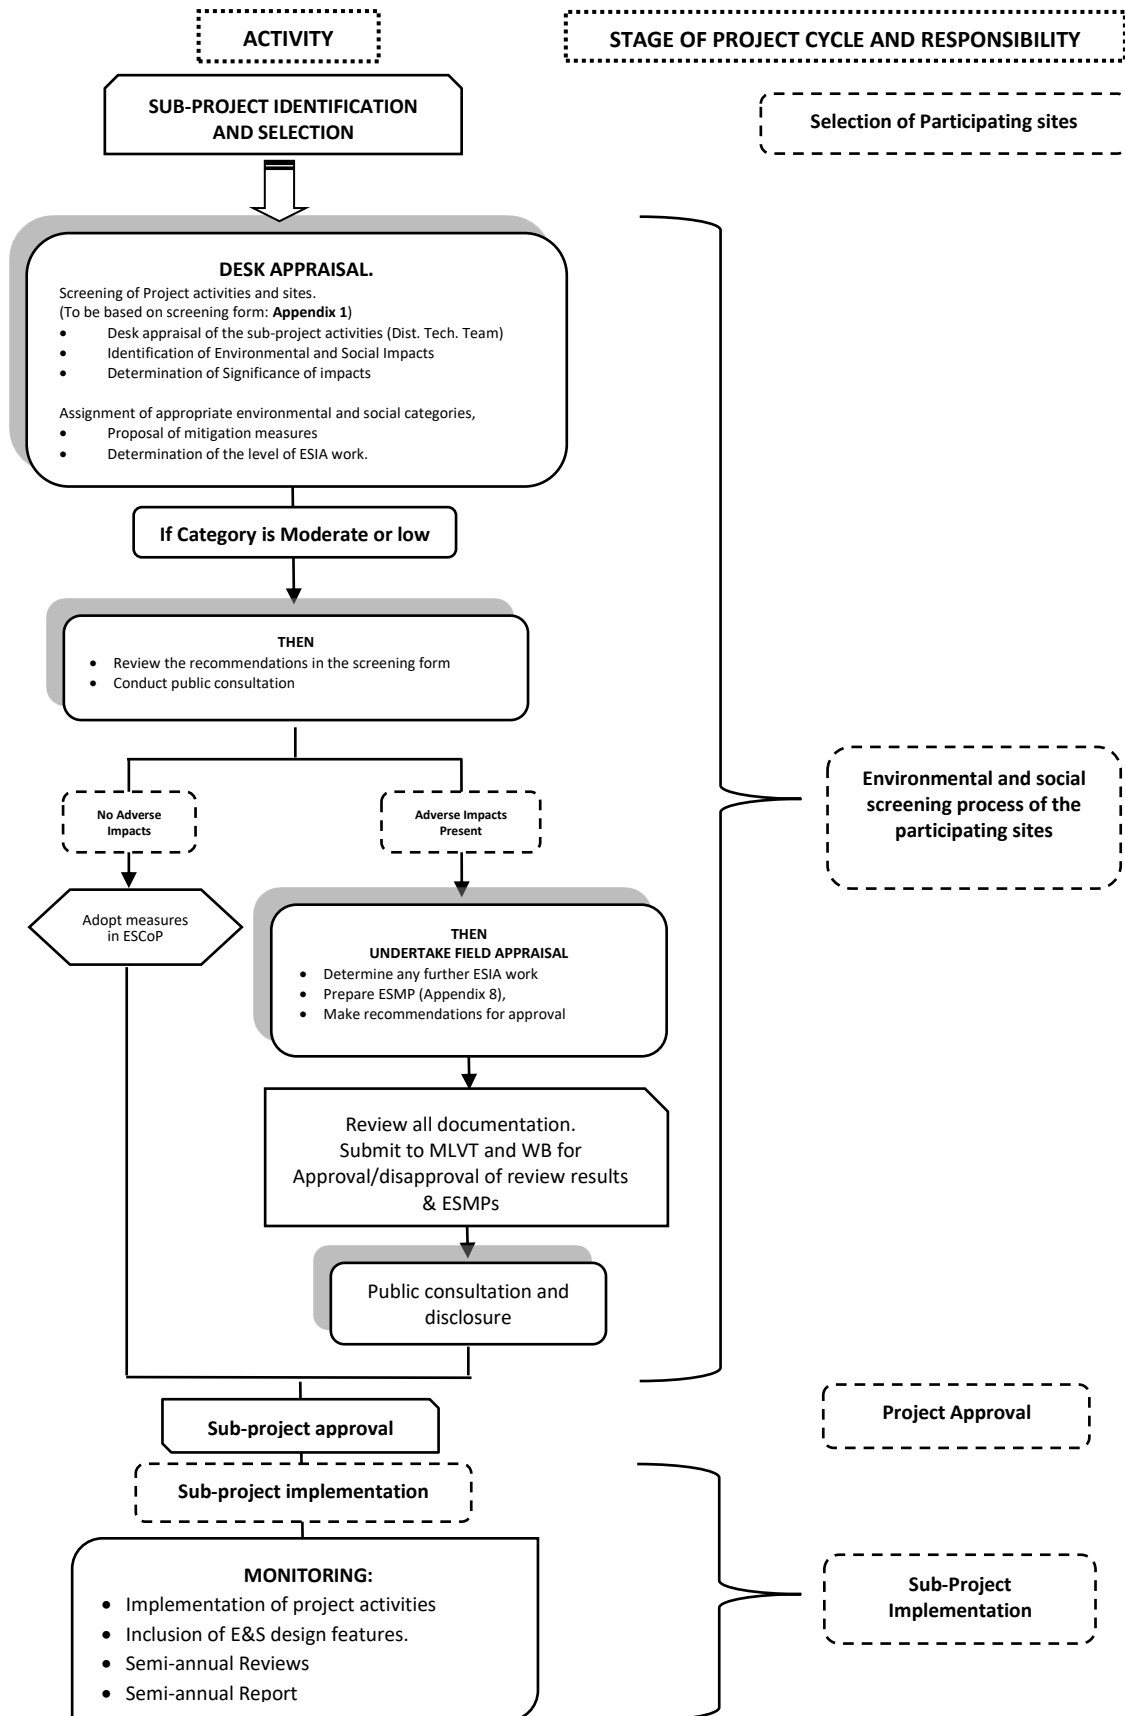 ACTIVITY
STAGE OF PROJECT CYCLE AND RESPONSIBILITY
SUB-PROJECT IDENTIFICATION
AND SELECTION
Selection of Participating sites
DESK APPRAISAL.
Screening of Project activities and sites.
(To be based on screening form: Appendix 1)
• Desk appraisal of the sub-project activities (Dist. Tech. Team)
• Identification of Environmental and Social Impacts
• Determination of Significance of impacts
Assignment of appropriate environmental and social categories,
• Proposal of mitigation measures
• Determination of the level of ESIA work.
If Category is Moderate or low
THEN
• Review the recommendations in the screening form
• Conduct public consultation
No Adverse
Impacts
Adverse Impacts
Present
Environmental and social
screening process of the
participating sites
Adopt measures
in ESCoP
THEN
UNDERTAKE FIELD APPRAISAL
• Determine any further ESIA work
• Prepare ESMP (Appendix 8),
• Make recommendations for approval
Review all documentation.
Submit to MLVT and WB for
Approval/disapproval of review results
& ESMPs
Public consultation and
disclosure
Sub-project approval
Project Approval
Sub-project implementation
MONITORING:
• Implementation of project activities
• Inclusion of E&S design features.
• Semi-annual Reviews
• Semi-annual Report
Sub-Project
Implementation